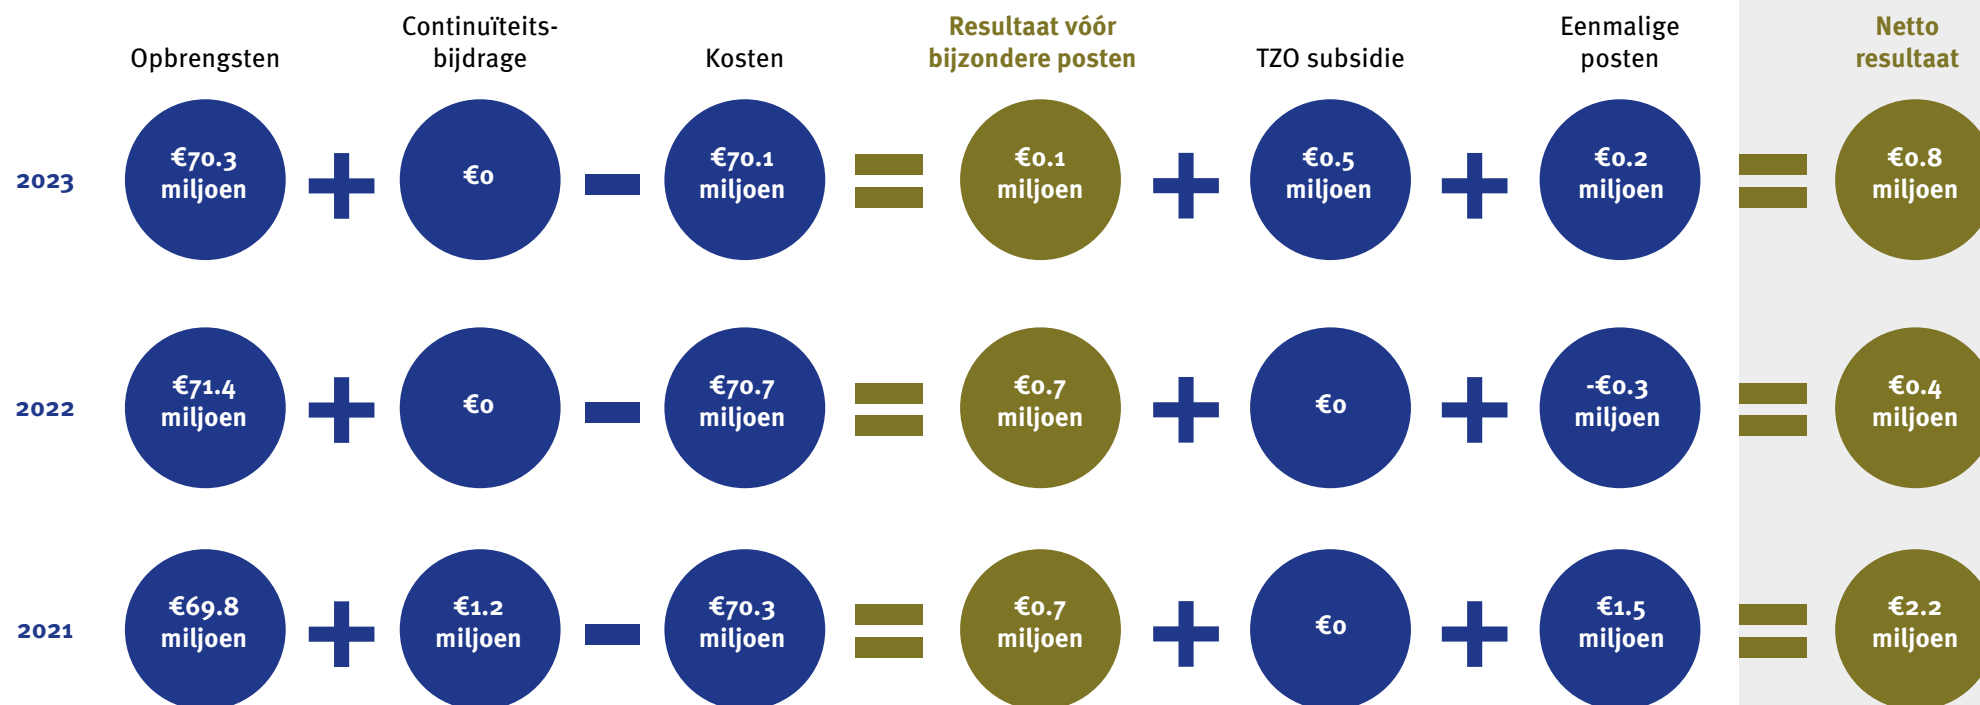 Opbrengsten
Continuïteits-
bijdrage
Kosten
Resultaat vóór
bijzondere posten
TZO subsidie
Eenmalige
posten
Netto
resultaat
2023
€70.3
miljoen
€0
€70.1
miljoen
€0.1
miljoen
€0.5
miljoen
€0.2
miljoen
€0.8
miljoen
2022
€71.4
miljoen
€0
€70.7
miljoen
€0.7
miljoen
€0
-€0.3
miljoen
€0.4
miljoen
2021
€69.8
miljoen
€1.2
miljoen
€70.3
miljoen
€0.7
miljoen
€0
€1.5
miljoen
€2.2
miljoen